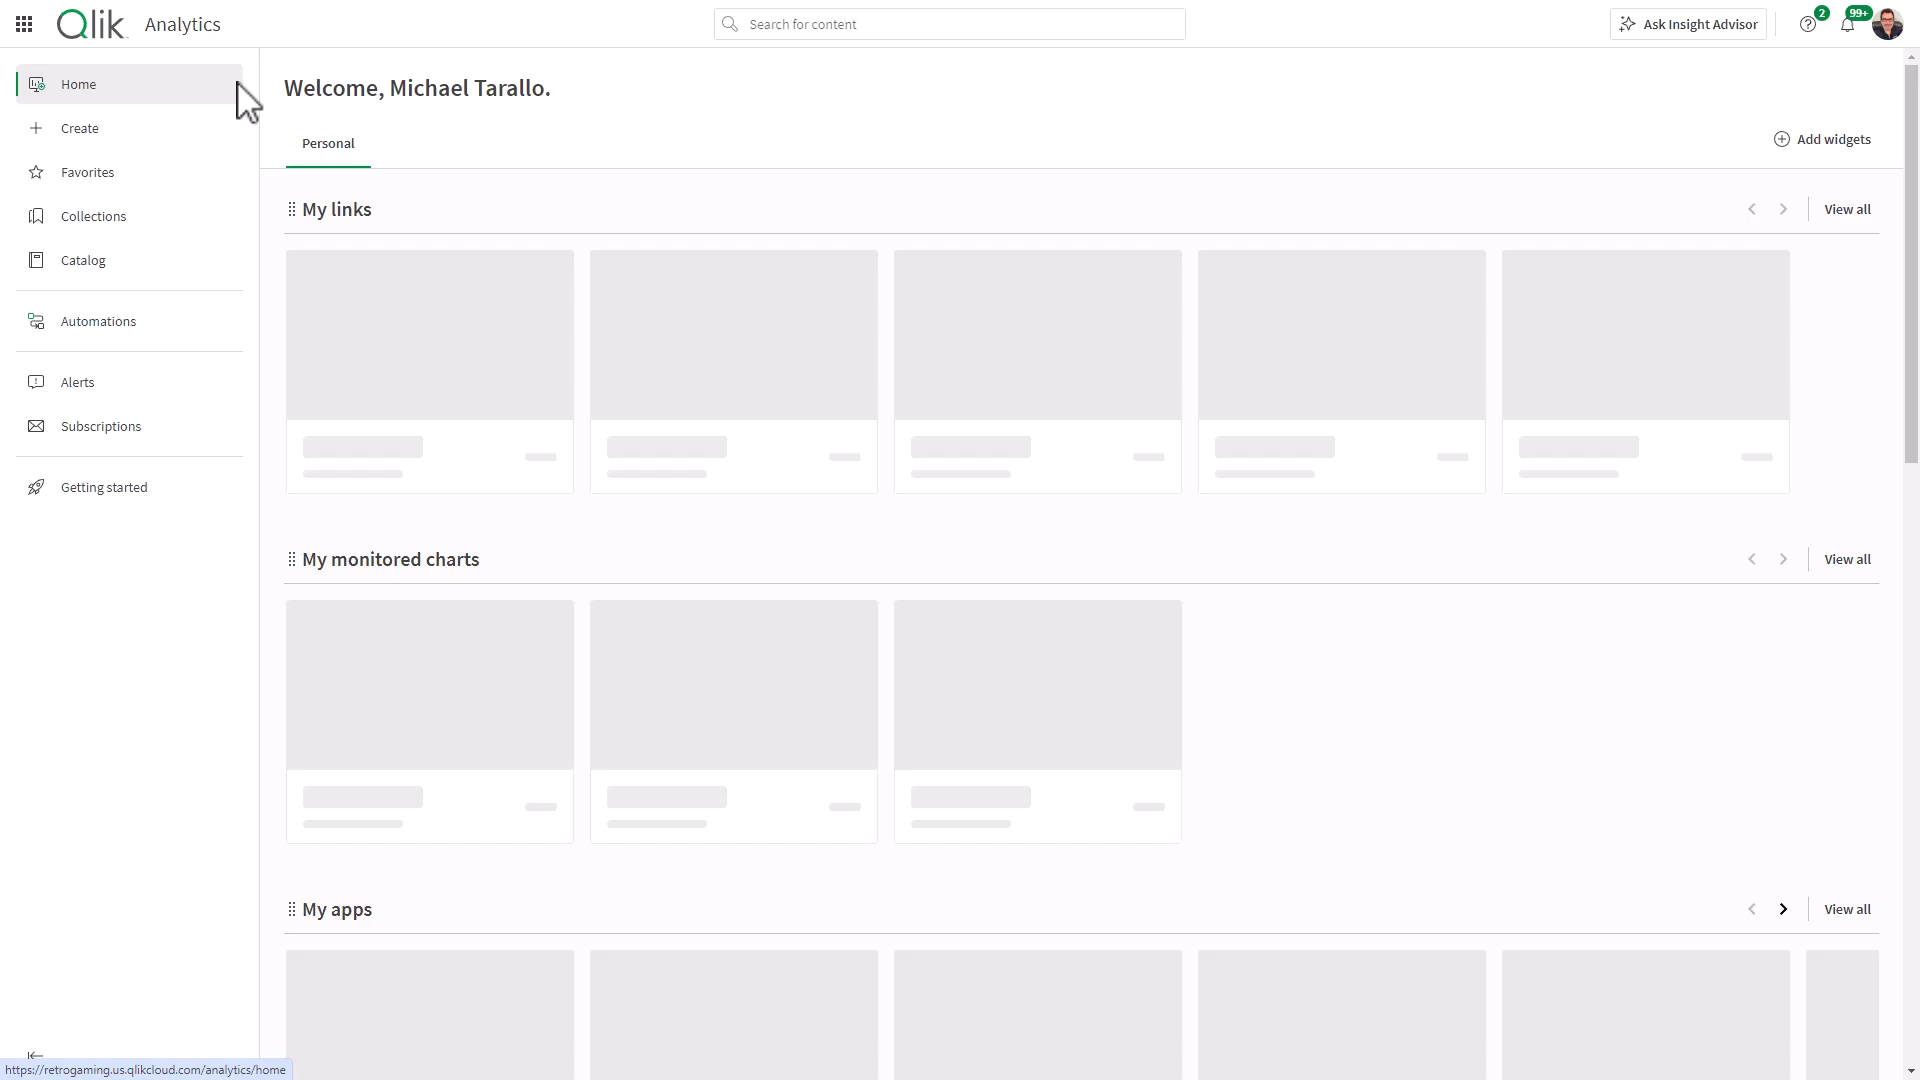 Qlik Analytics
Search for content
Ask Insight Advisor
2
99+
Home
Create
Favorites
Collections
Catalog
Automations
Alerts
Subscriptions
Getting started
Welcome, Michael Tarallo.
Personal
Add widgets
My links
View all
My monitored charts
View all
My apps
View all
https://retrogaming.us.qlikcloud.com/analytics/home